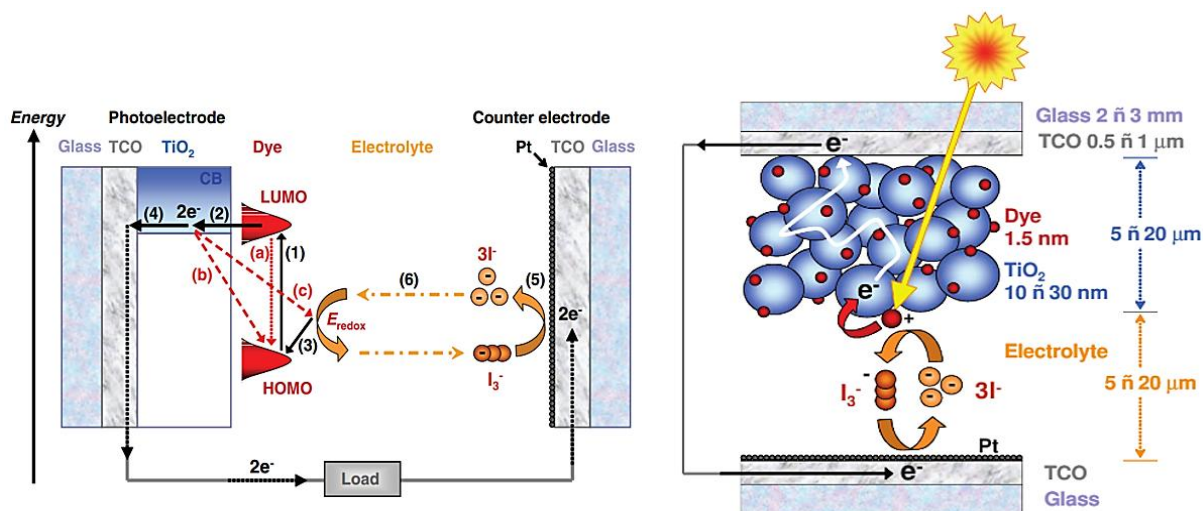 Energy
Photoelectrode
Counter electrode
Glass TCO TiO₂ Dye Electrolyte Pt TCO Glass
CB
LUMO
(4) 2e⁻ (2)
(a) (1)
(b) (c)
3I⁻
(6) (5)
2e⁻
E redox
(3)
HOMO
I₃⁻
2e⁻
Load
Glass 2 ñ 3 mm
TCO 0.5 ñ 1 µm
e⁻
Dye
1.5 nm
5 ñ 20 µm
TiO₂
10 ñ 30 nm
e⁻
+
Electrolyte
I₃⁻ 3I⁻
5 ñ 20 µm
Pt
e⁻ TCO
Glass